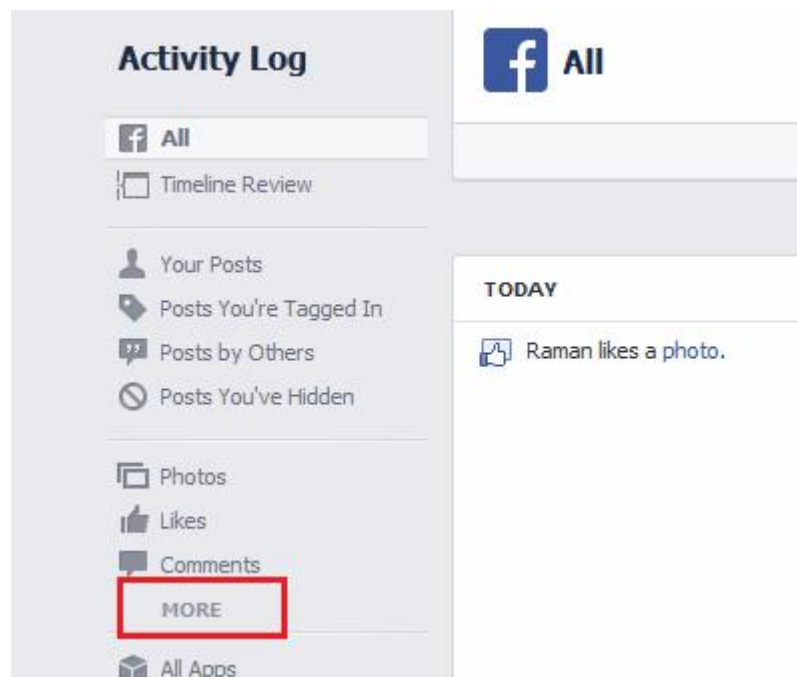 Activity Log
All
Timeline Review
Your Posts
Posts You're Tagged In
Posts by Others
Posts You've Hidden
Photos
Likes
Comments
MORE
All Apps
All
TODAY
Raman likes a photo.